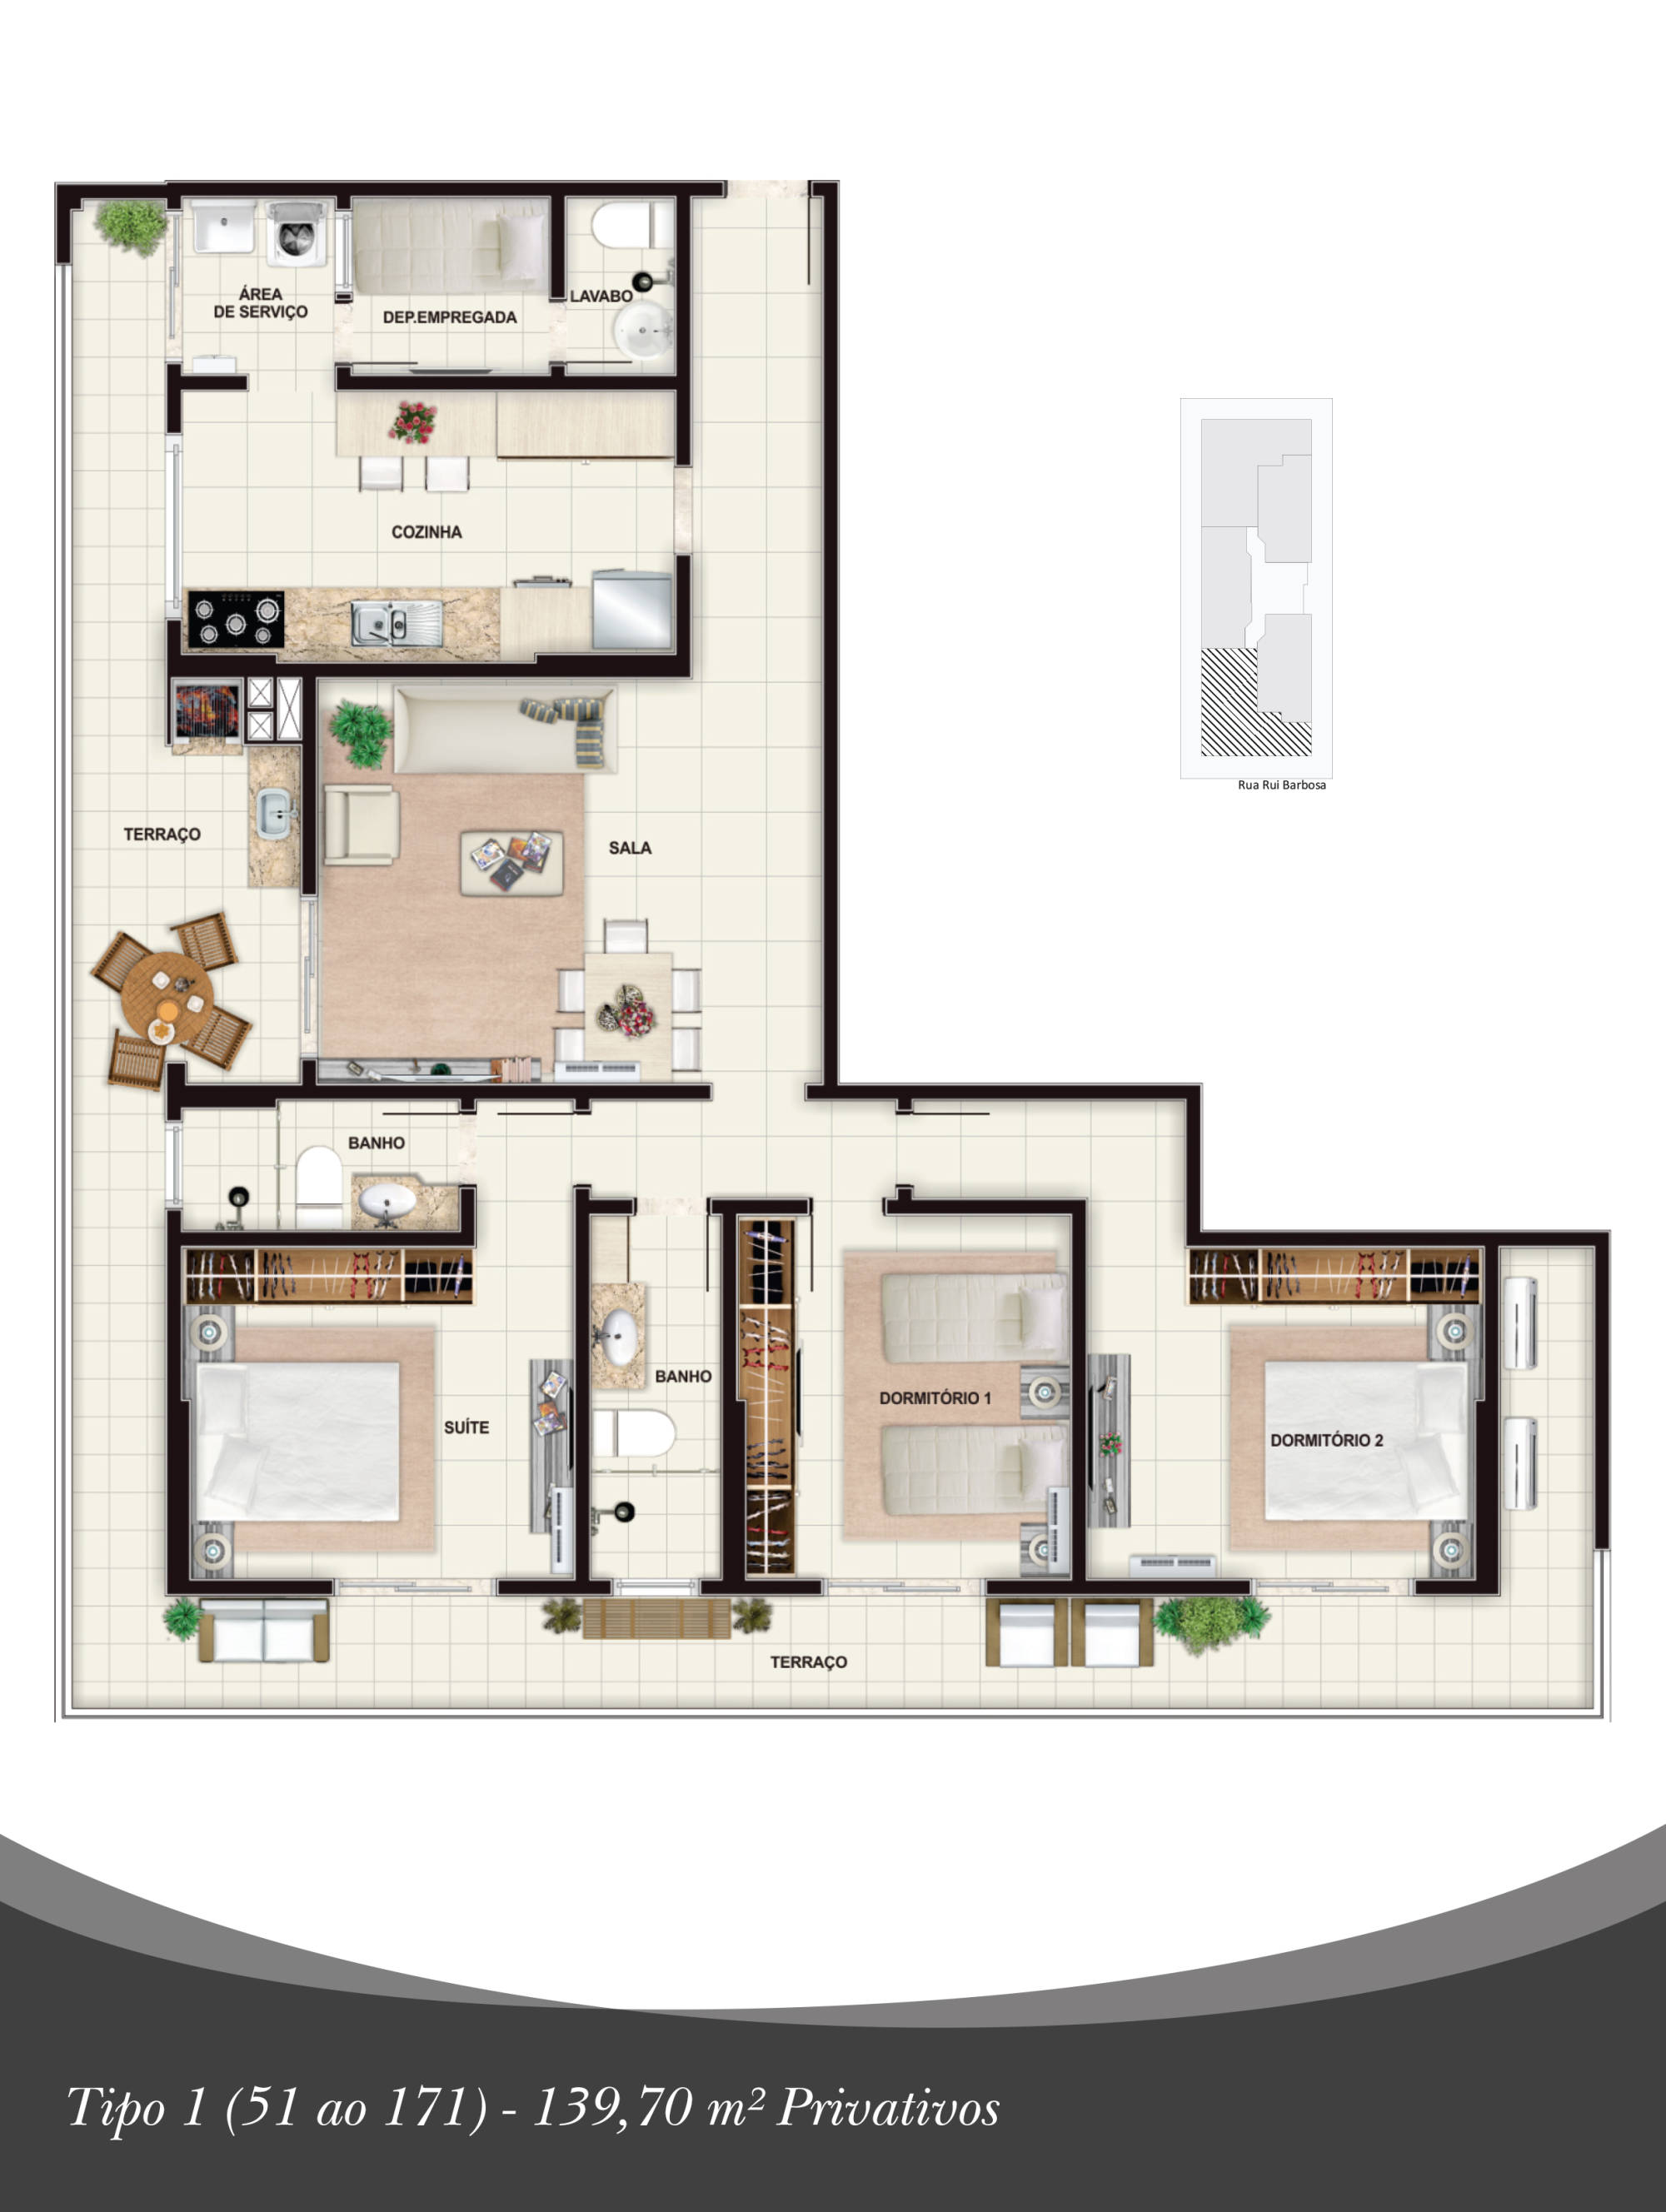 ÁREA
DE SERVIÇO
DEP.EMPREGADA
LAVABO
COZINHA
Rua Rui Barbosa
TERRAÇO
SALA
BANHO
BANHO
SUÍTE
DORMITÓRIO 1
DORMITÓRIO 2
TERRAÇO
Tipo 1 (51 ao 171) - 139,70 m² Privativos